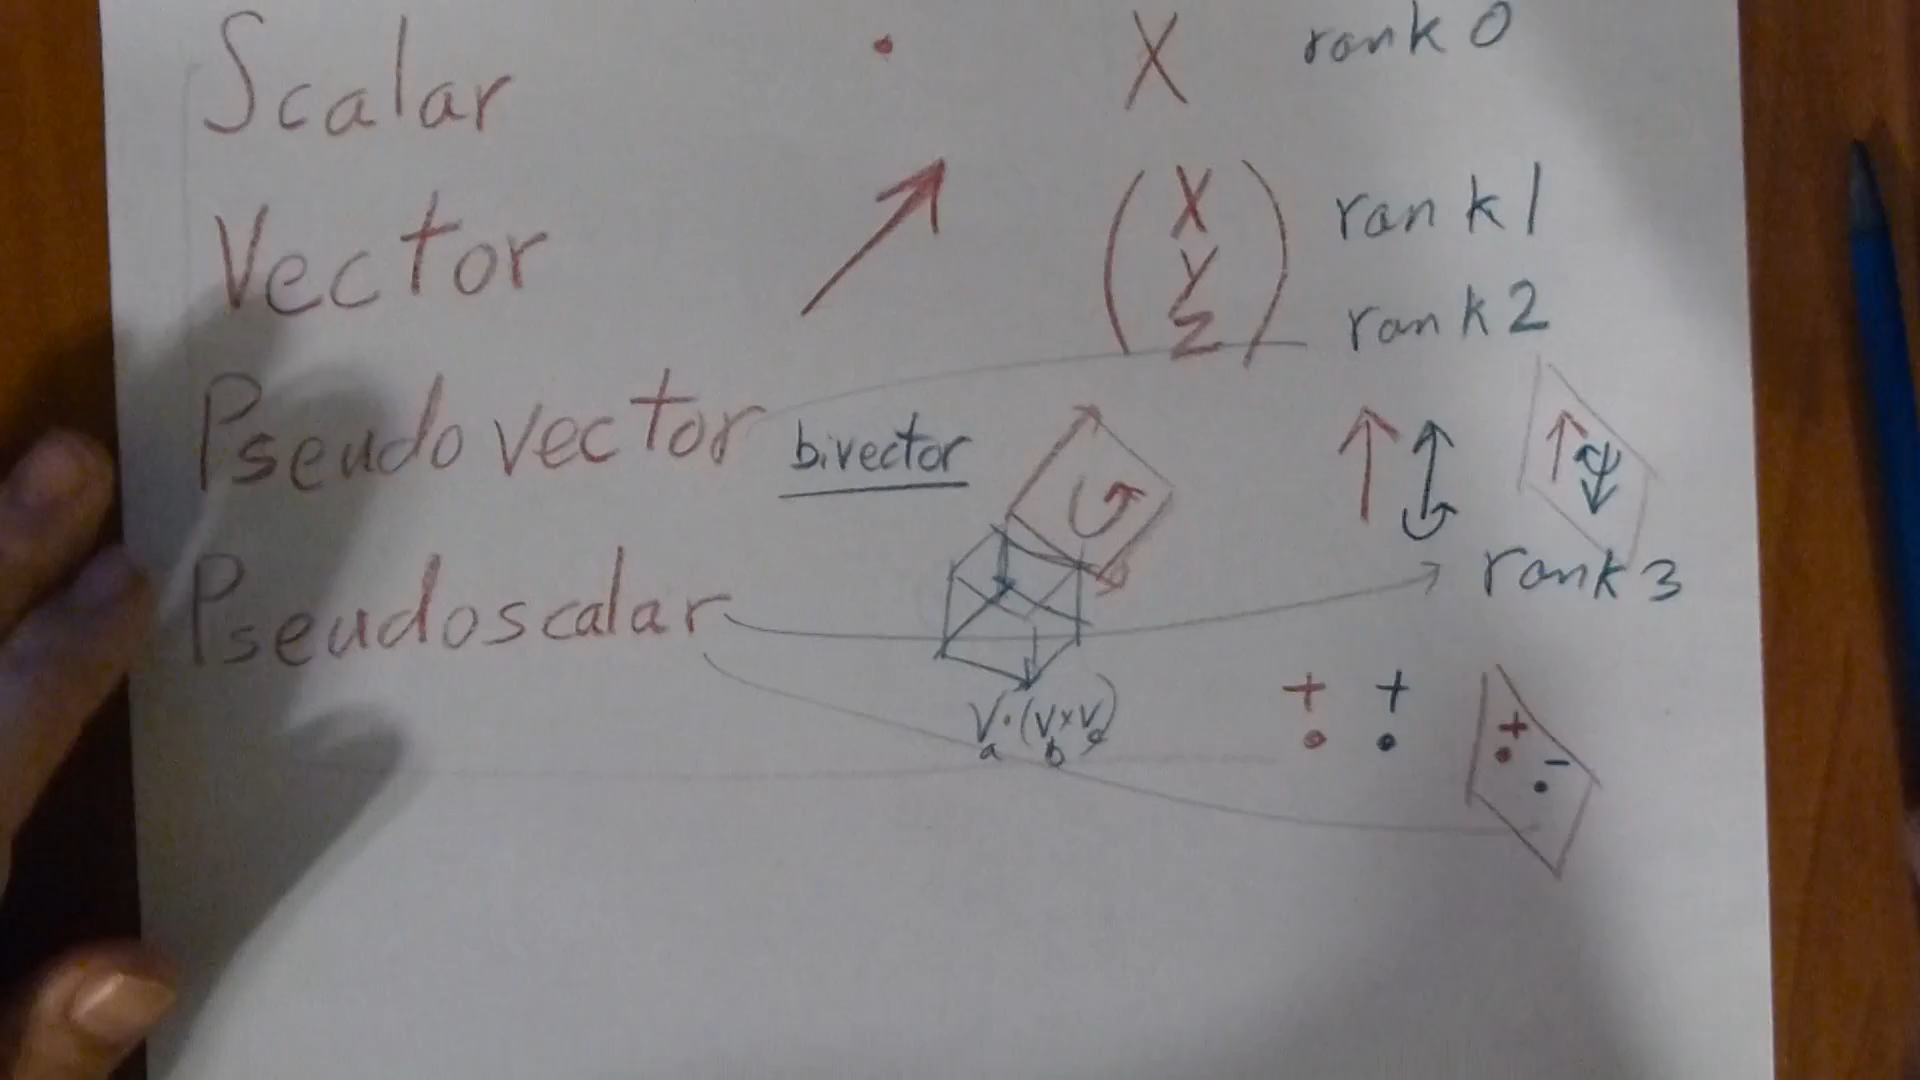 Scalar X rank 0
Vector ( X Y Z ) rank 1
rank 2
Pseudovector bivector
Pseudoscalar rank 3
+ + + -
V · (V × V)
a b c